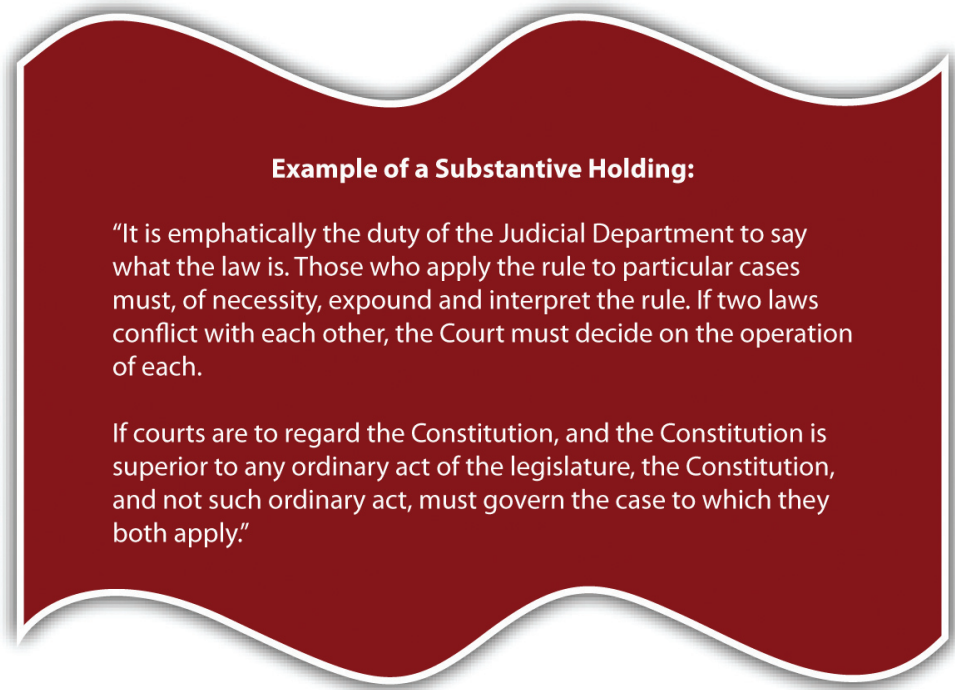 Example of a Substantive Holding:
“It is emphatically the duty of the Judicial Department to say
what the law is. Those who apply the rule to particular cases
must, of necessity, expound and interpret the rule. If two laws
conflict with each other, the Court must decide on the operation
of each.
If courts are to regard the Constitution, and the Constitution is
superior to any ordinary act of the legislature, the Constitution,
and not such ordinary act, must govern the case to which they
both apply.”